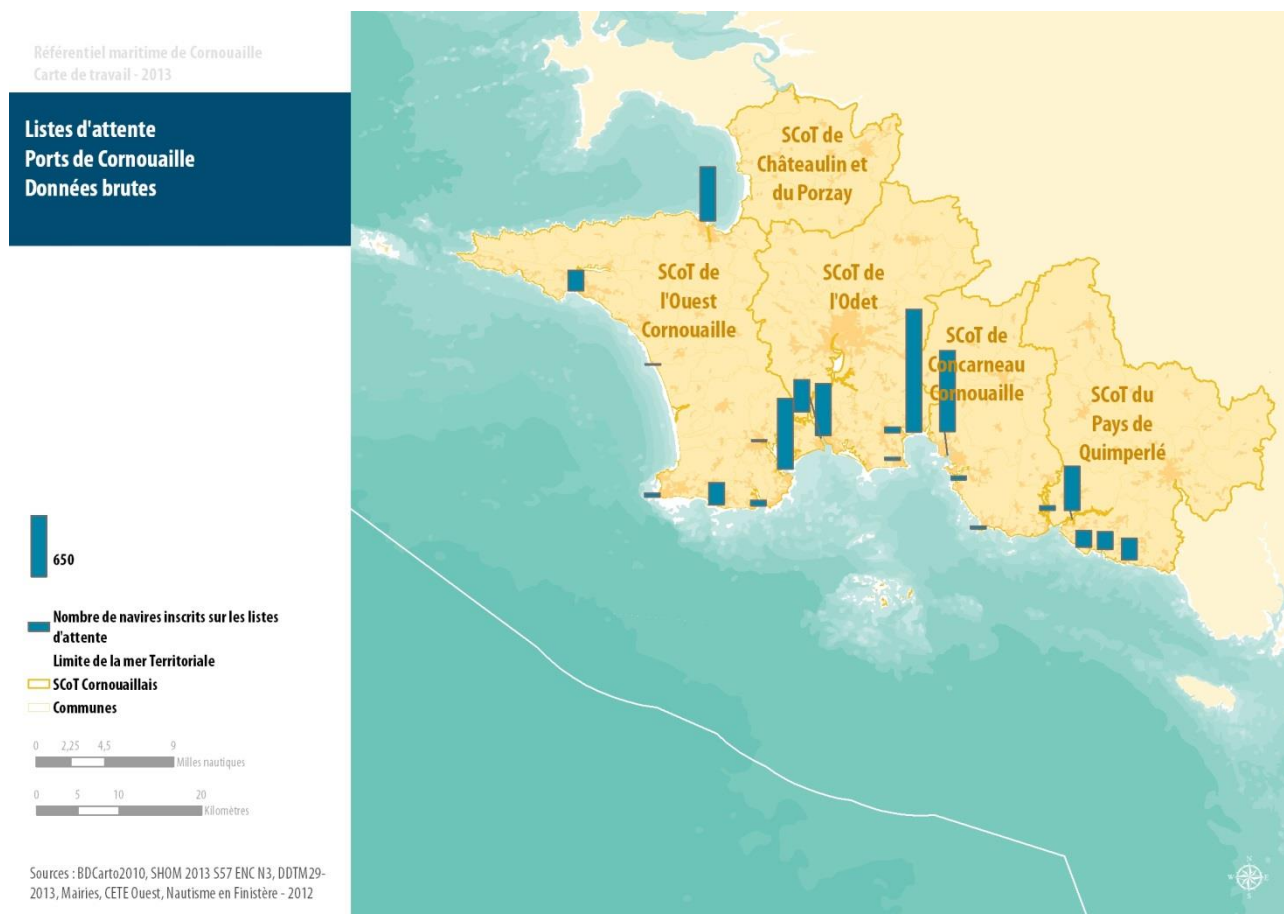 Référentiel maritime de Cornouaille
Carte de travail - 2013
Listes d'attente
Ports de Cornouaille
Données brutes
SCoT de
Châteaulin et
du Porzay
SCoT de
l'Ouest
Cornouaille
SCoT de
l'Odet
SCoT de
Concarneau
Cornouaille
SCoT du
Pays de
Quimperlé
650
Nombre de navires inscrits sur les listes
d'attente
Limite de la mer Territoriale
SCoT Cornouaillais
Communes
0 2,25 4,5 9
Milles nautiques
0 5 10 20
Kilomètres
Sources : BDCarto2010, SHOM 2013 S57 ENC N3, DDTM29-
2013, Mairies, CETE Ouest, Nautisme en Finistère - 2012
N
E
S